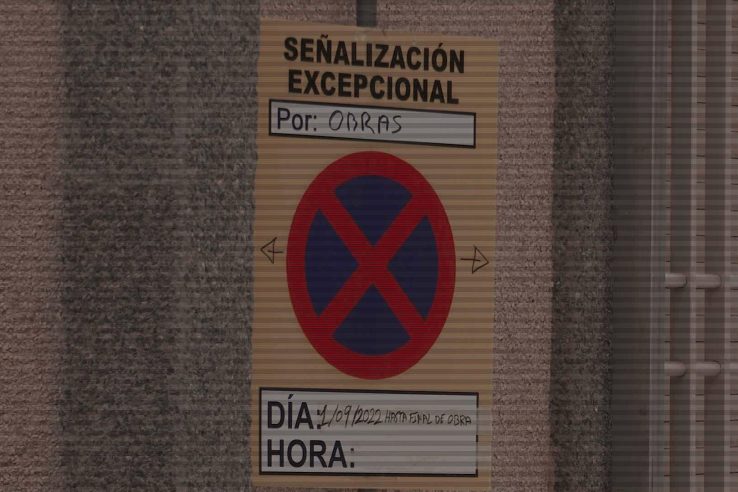 SEÑALIZACIÓN
EXCEPCIONAL
Por: OBRAS
DÍA: 1/09/2022 HASTA FINAL DE OBRA
HORA: